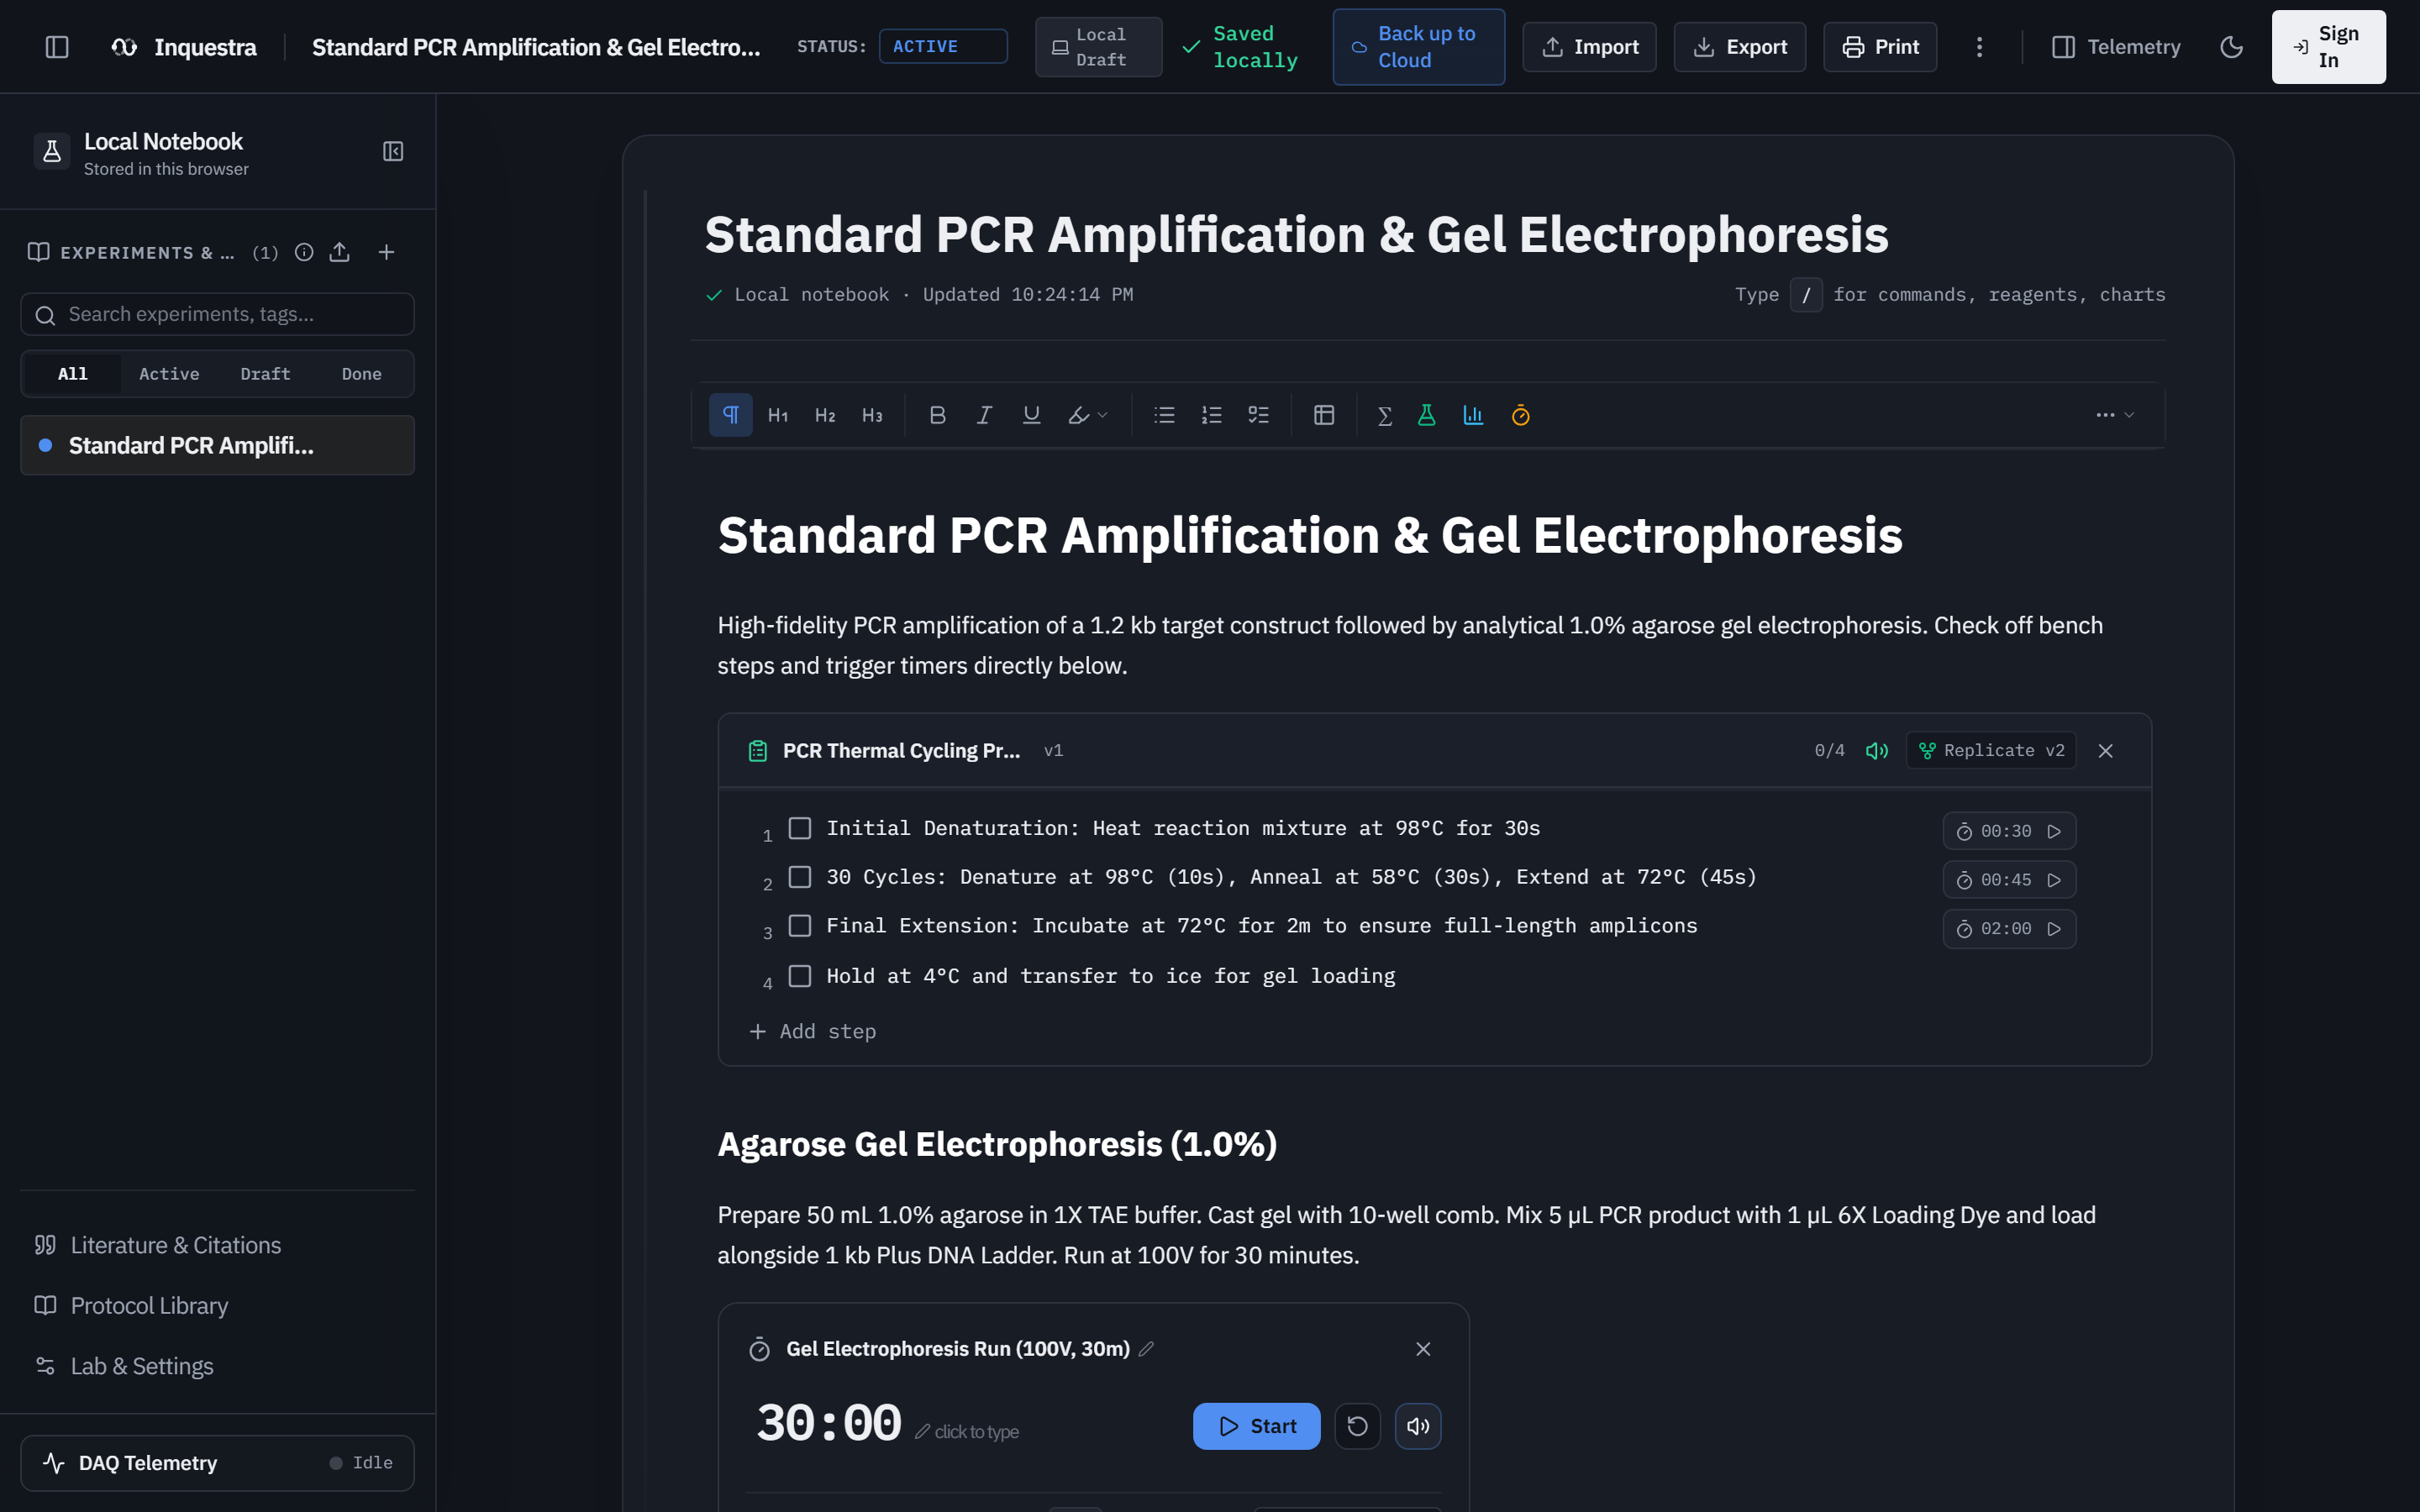 Inquestra
Standard PCR Amplification & Gel Electro...
STATUS:
ACTIVE
Local
Draft
Saved
locally
Back up to
Cloud
Import
Export
Print
Telemetry
Sign
In
Local Notebook
Stored in this browser
EXPERIMENTS & ... (1)
Search experiments, tags...
All Active Draft Done
Standard PCR Amplifi...
Literature & Citations
Protocol Library
Lab & Settings
DAQ Telemetry Idle
Standard PCR Amplification & Gel Electrophoresis
Local notebook · Updated 10:24:14 PM
Type / for commands, reagents, charts
H1 H2 H3 B I U
Standard PCR Amplification & Gel Electrophoresis
High-fidelity PCR amplification of a 1.2 kb target construct followed by analytical 1.0% agarose gel electrophoresis. Check off bench
steps and trigger timers directly below.
PCR Thermal Cycling Pr... v1 0/4 Replicate v2
1 Initial Denaturation: Heat reaction mixture at 98°C for 30s 00:30
2 30 Cycles: Denature at 98°C (10s), Anneal at 58°C (30s), Extend at 72°C (45s) 00:45
3 Final Extension: Incubate at 72°C for 2m to ensure full-length amplicons 02:00
4 Hold at 4°C and transfer to ice for gel loading
+ Add step
Agarose Gel Electrophoresis (1.0%)
Prepare 50 mL 1.0% agarose in 1X TAE buffer. Cast gel with 10-well comb. Mix 5 µL PCR product with 1 µL 6X Loading Dye and load
alongside 1 kb Plus DNA Ladder. Run at 100V for 30 minutes.
Gel Electrophoresis Run (100V, 30m)
30:00 click to type Start